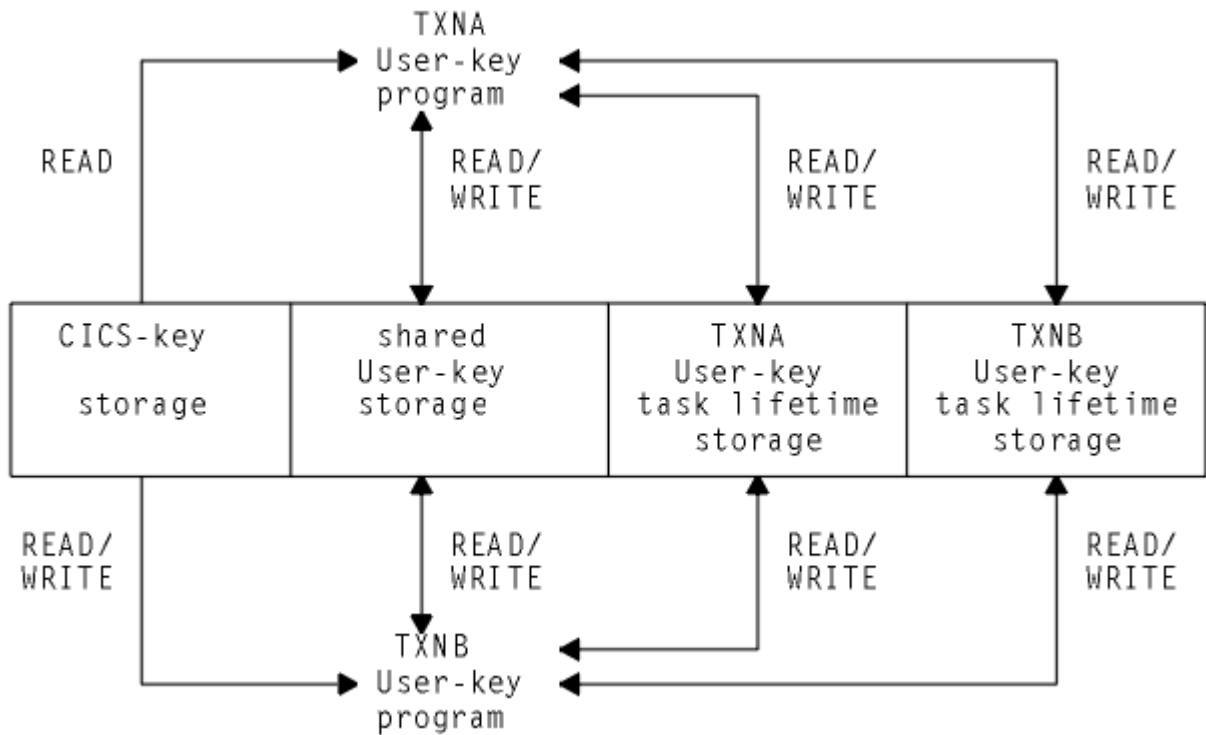 TXNA
User-key
program
READ
READ/
WRITE
READ/
WRITE
READ/
WRITE
CICS-key
storage
shared
User-key
storage
TXNA
User-key
task lifetime
storage
TXNB
User-key
task lifetime
storage
READ/
WRITE
READ/
WRITE
READ/
WRITE
READ/
WRITE
TXNB
User-key
program